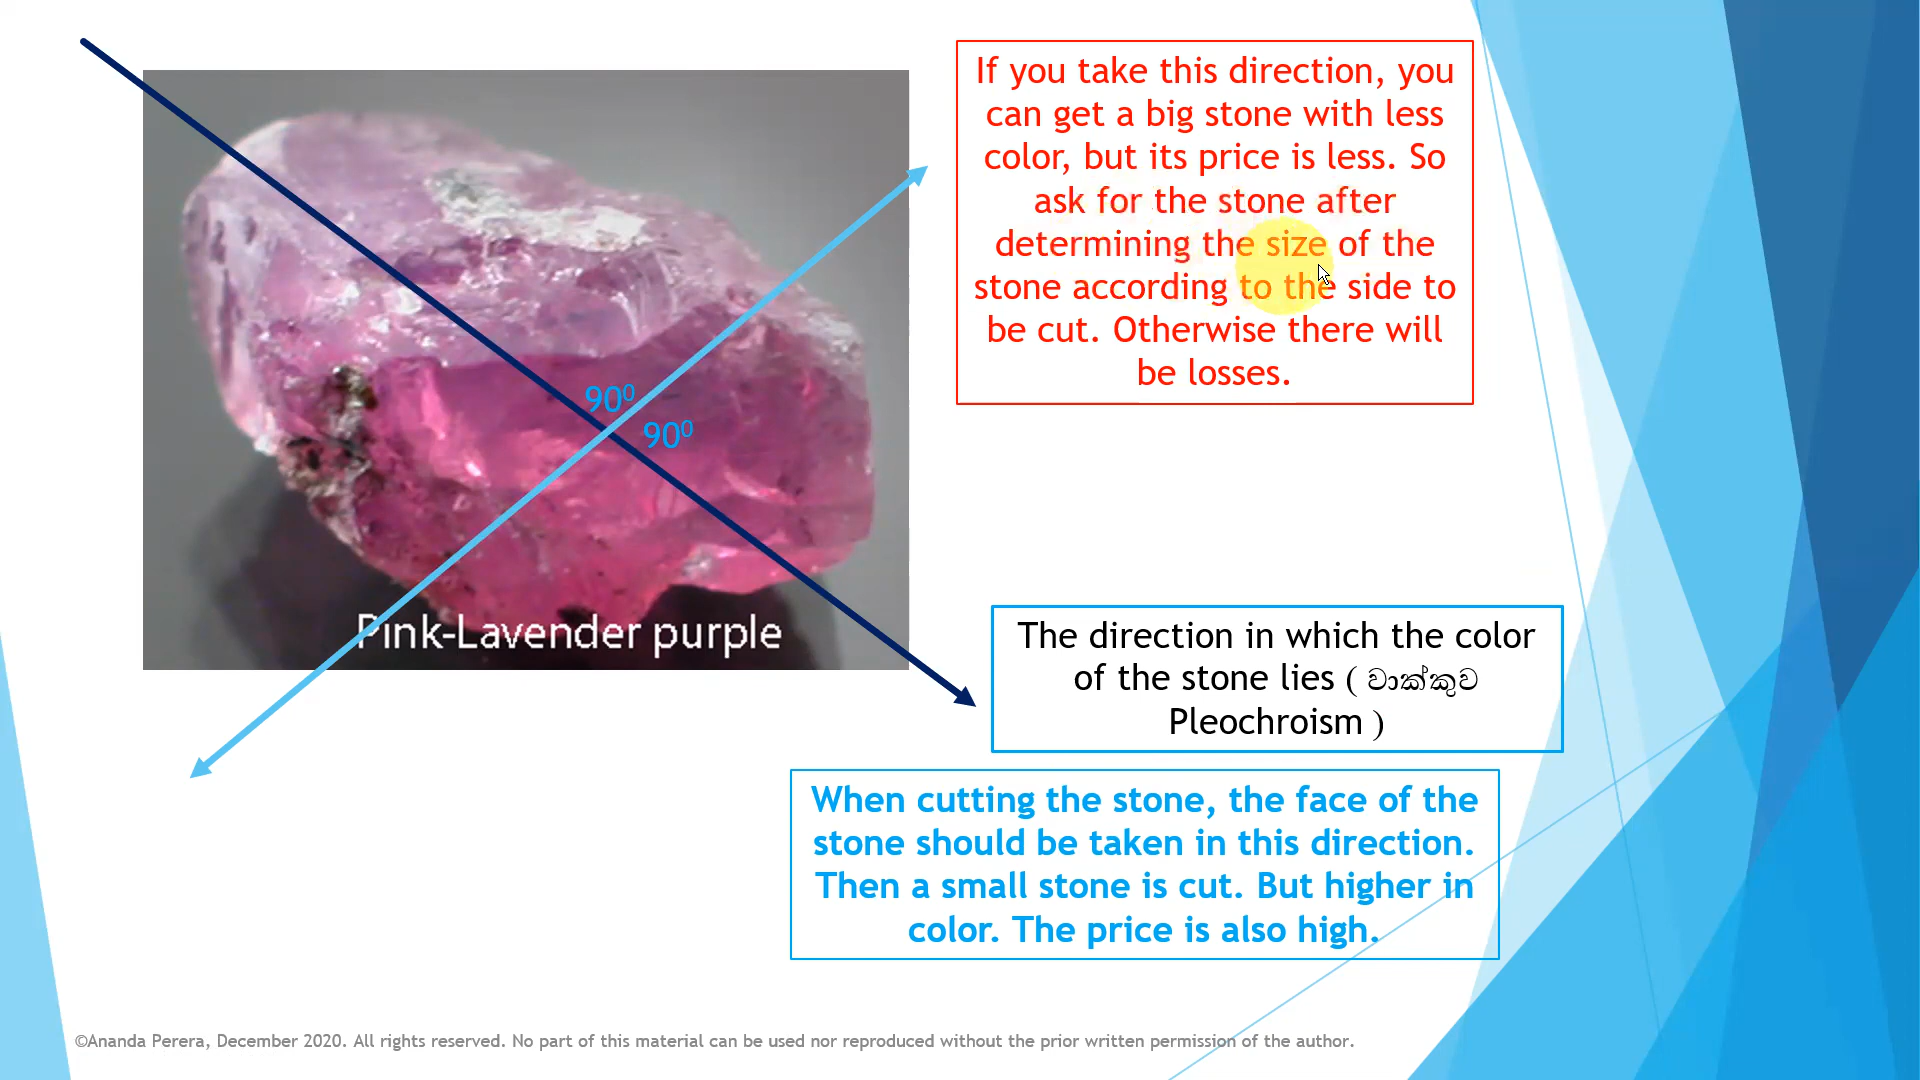 If you take this direction, you
can get a big stone with less
color, but its price is less. So
ask for the stone after
determining the size of the
stone according to the side to
be cut. Otherwise there will
be losses.
90⁰
90⁰
Pink-Lavender purple
The direction in which the color
of the stone lies ( වාක්කුව
Pleochroism )
When cutting the stone, the face of the
stone should be taken in this direction.
Then a small stone is cut. But higher in
color. The price is also high.
©Ananda Perera, December 2020. All rights reserved. No part of this material can be used nor reproduced without the prior written permission of the author.